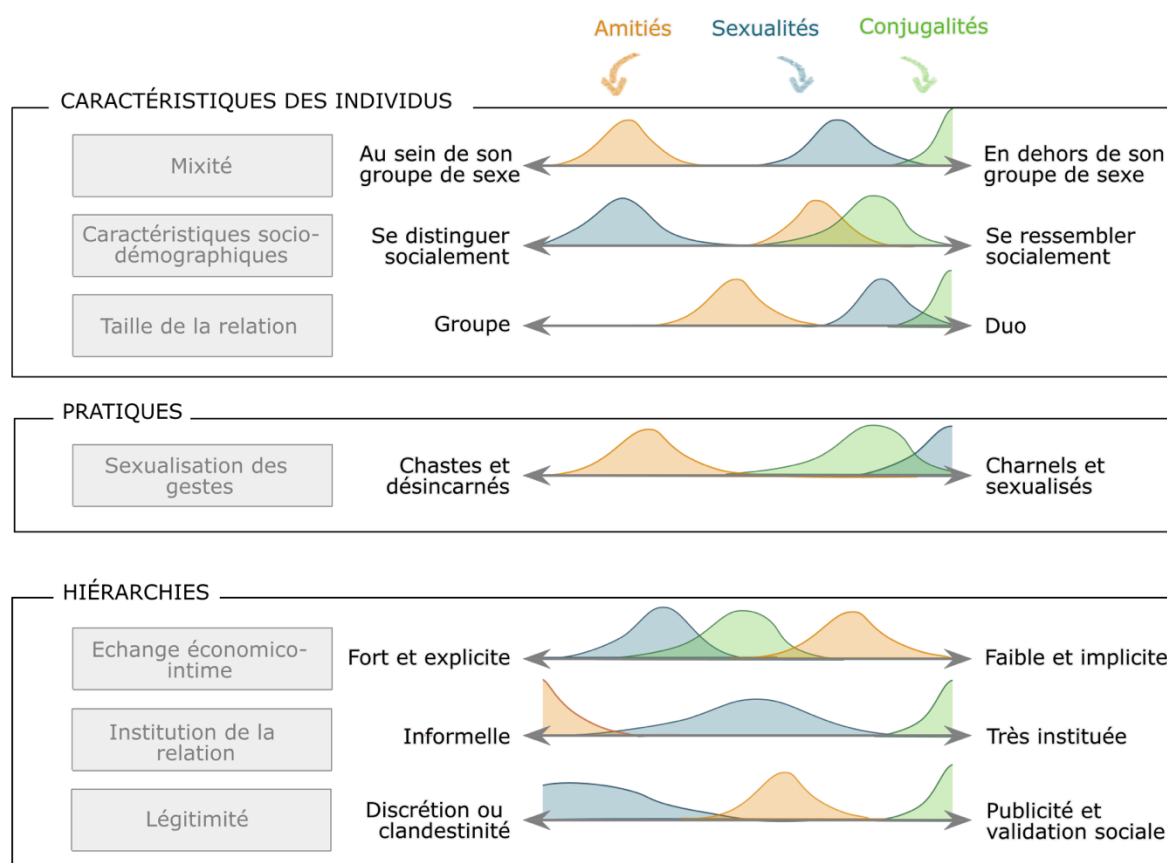 Amitiés
Sexualités
Conjugalités
CARACTÉRISTIQUES DES INDIVIDUS
Mixité
Au sein de son
groupe de sexe
En dehors de son
groupe de sexe
Caractéristiques socio-
démographiques
Se distinguer
socialement
Se ressembler
socialement
Taille de la relation
Groupe
Duo
PRATIQUES
Sexualisation des
gestes
Chastes et
désincarnés
Charnels et
sexualisés
HIÉRARCHIES
Echange économico-
intime
Fort et explicite
Faible et implicite
Institution de la
relation
Informelle
Très instituée
Légitimité
Discrétion ou
clandestinité
Publicité et
validation sociale